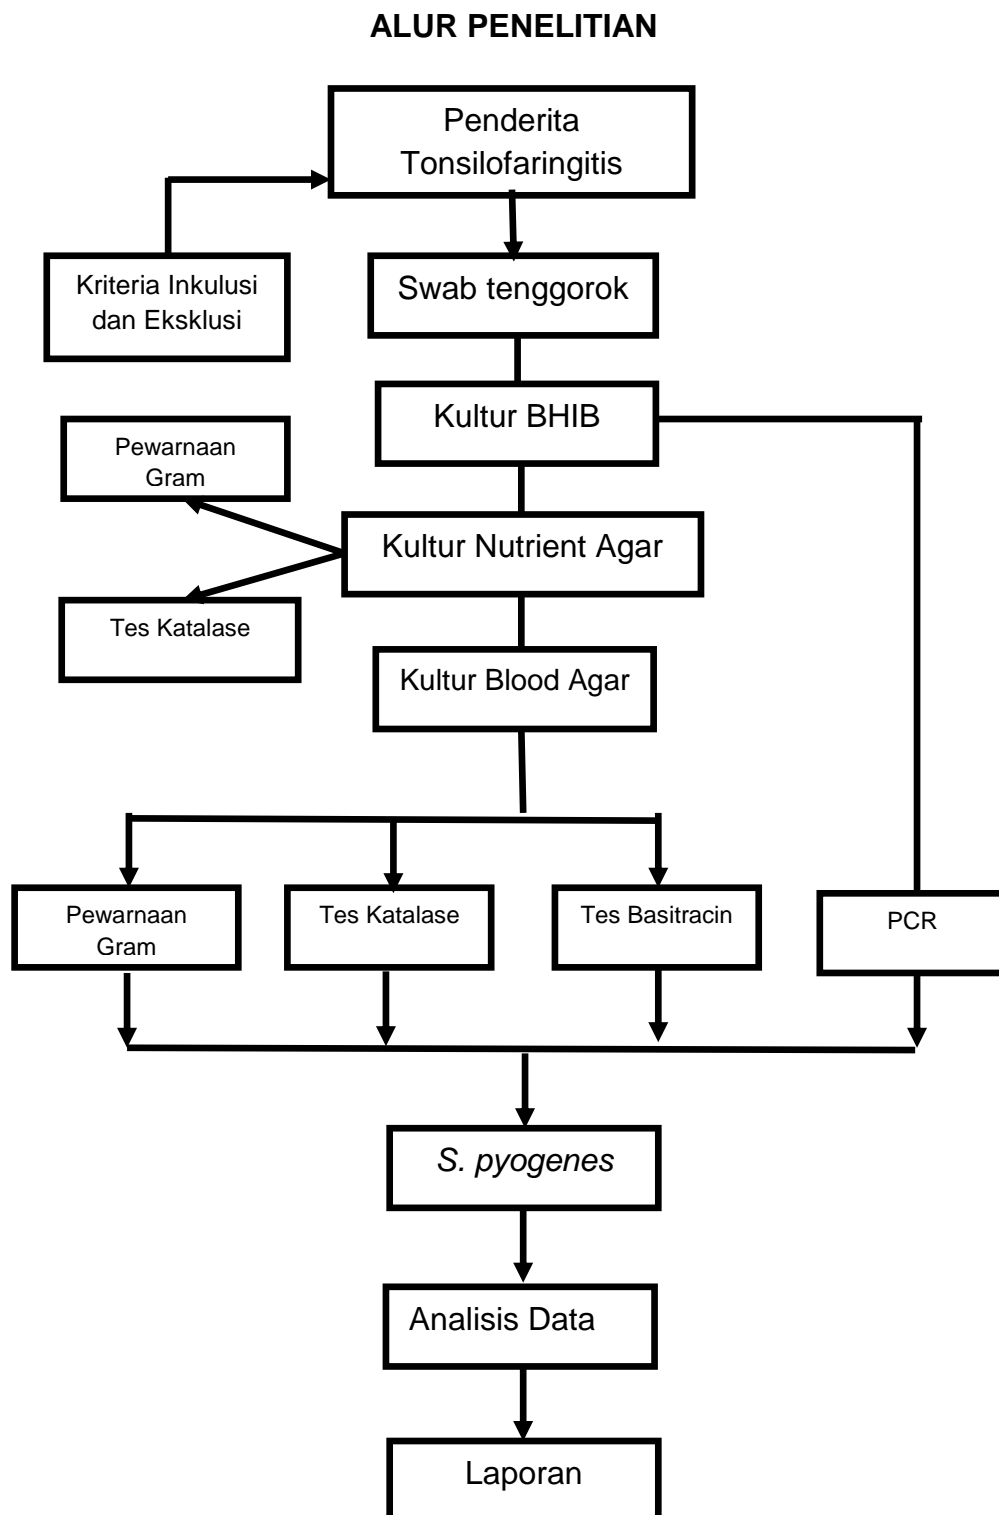 ALUR PENELITIAN
Penderita
Tonsilofaringitis
Kriteria Inkulusi
dan Eksklusi
Swab tenggorok
Kultur BHIB
Pewarnaan
Gram
Kultur Nutrient Agar
Tes Katalase
Kultur Blood Agar
Pewarnaan
Gram
Tes Katalase
Tes Basitracin
PCR
S. pyogenes
Analisis Data
Laporan